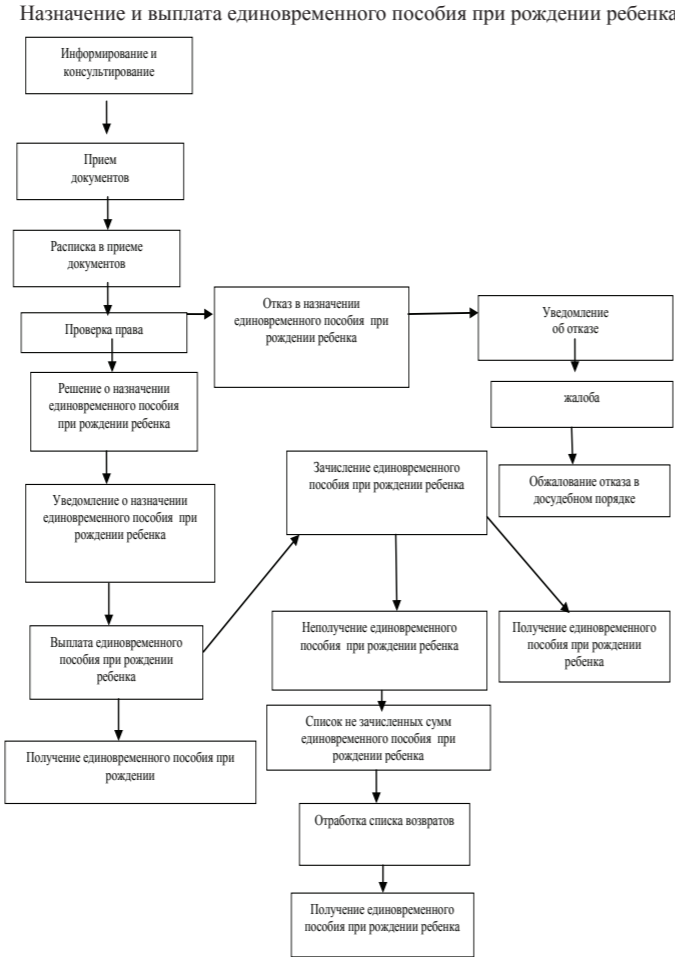 Назначение и выплата единовременного пособия при рождении ребенка
Информирование и
консультирование
Прием
документов
Расписка в приеме
документов
Проверка права
Отказ в назначении
единовременного пособия при
рождении ребенка
Уведомление
об отказе
жалоба
Обжалование отказа в
досудебном порядке
Решение о назначении
единовременного пособия
при рождении ребенка
Уведомление о назначении
единовременного пособия при
рождении ребенка
Выплата единовременного
пособия при рождении
ребенка
Получение единовременного пособия при
рождении
Зачисление единовременного
пособия при рождении ребенка
Неполучение единовременного
пособия при рождении ребенка
Получение единовременного
пособия при рождении
ребенка
Список не зачисленных сумм
единовременного пособия при
рождении ребенка
Отработка списка возвратов
Получение единовременного
пособия при рождении ребенка